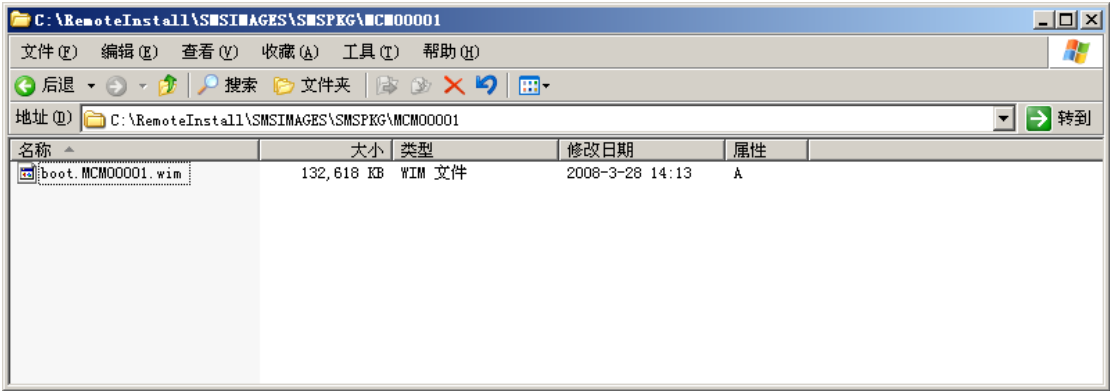 C:\RemoteInstall\SMSIMAGES\SMSPKG\MCM00001
文件(F) 编辑(E) 查看(V) 收藏(A) 工具(T) 帮助(H)
后退 搜索 文件夹
地址(D) C:\RemoteInstall\SMSIMAGES\SMSPKG\MCM00001 转到
名称 大小 类型 修改日期 属性
boot.MCM00001.wim 132,618 KB WIM 文件 2008-3-28 14:13 A